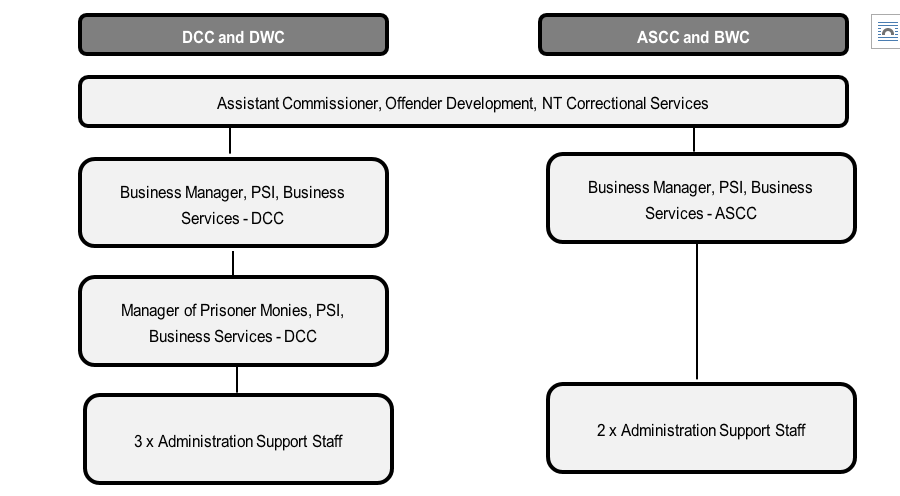 DCC and DWC
ASCC and BWC
Assistant Commissioner, Offender Development, NT Correctional Services
Business Manager, PSI, Business
Services - DCC
Business Manager, PSI, Business
Services - ASCC
Manager of Prisoner Monies, PSI,
Business Services - DCC
3 x Administration Support Staff
2 x Administration Support Staff